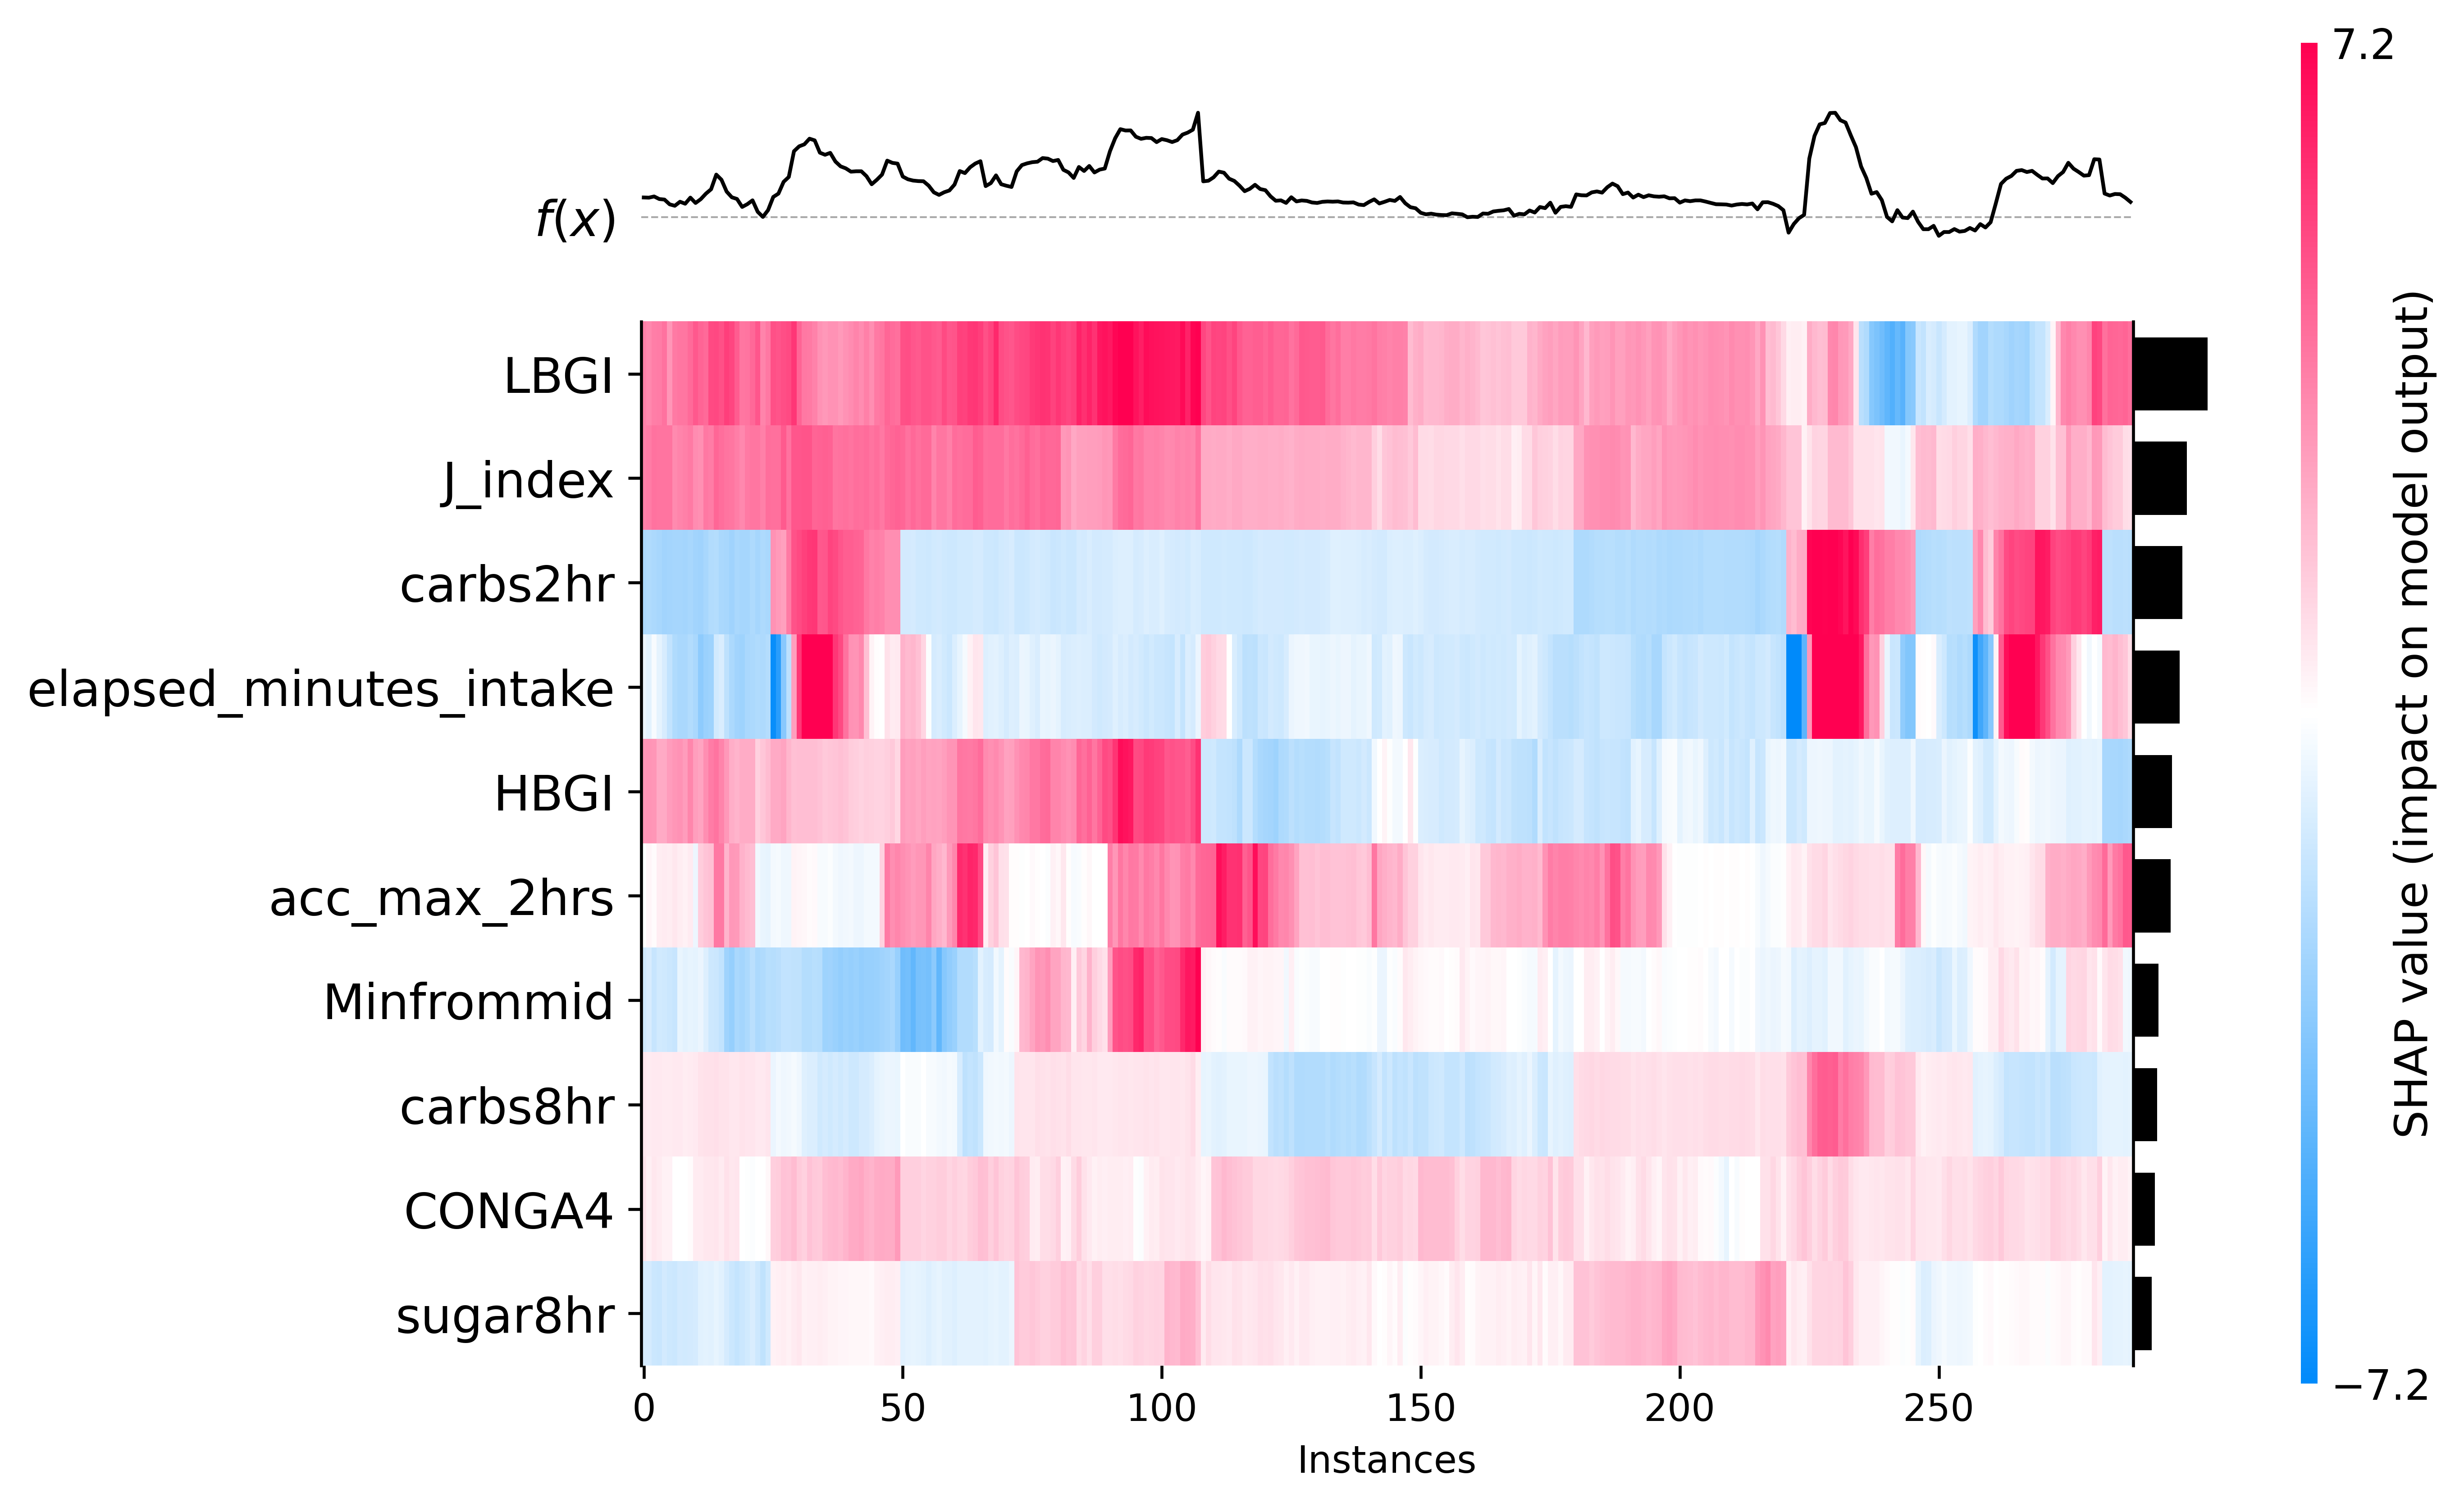 7.2
f(x)
LBGI
J_index
carbs2hr
elapsed_minutes_intake
HBGI
acc_max_2hrs
Minfrommid
carbs8hr
CONGA4
sugar8hr
0 50 100 150 200 250
Instances
SHAP value (impact on model output)
−7.2